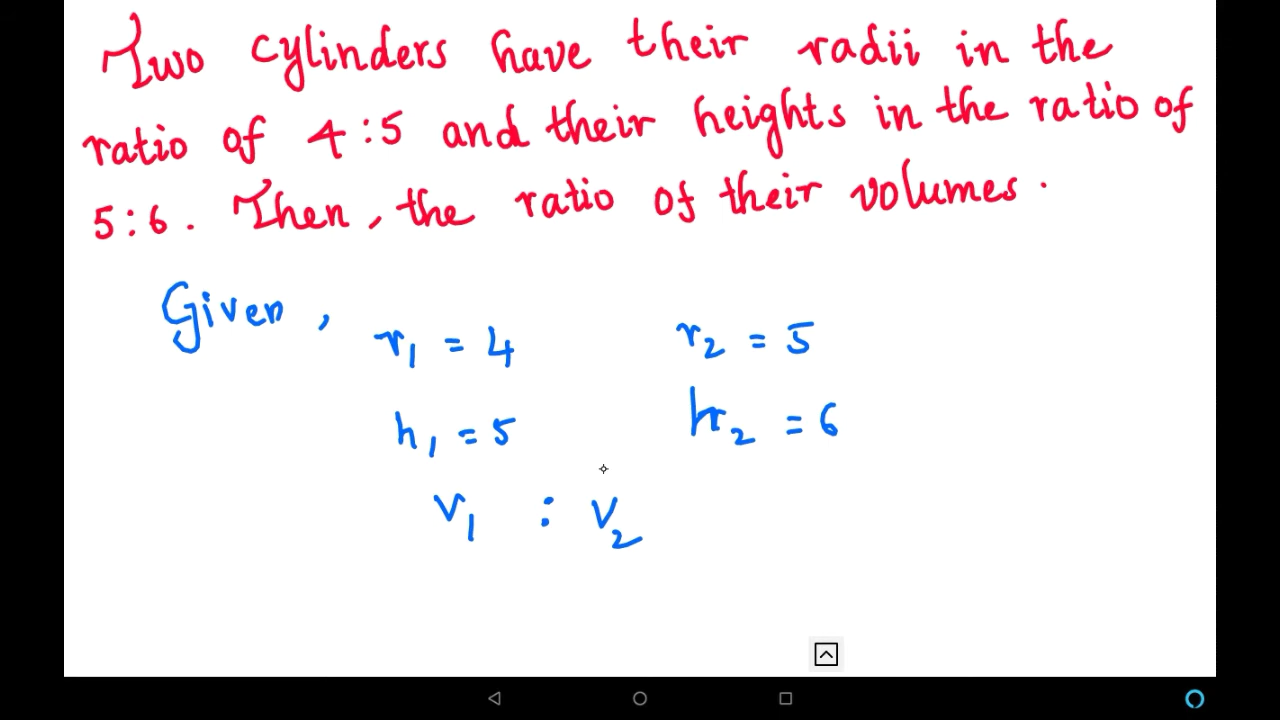 Two cylinders have their radii in the
ratio of 4:5 and their heights in the ratio of
5:6. Then, the ratio of their volumes.
Given,
r₁ = 4 r₂ = 5
h₁ = 5 h₂ = 6
V₁ : V₂